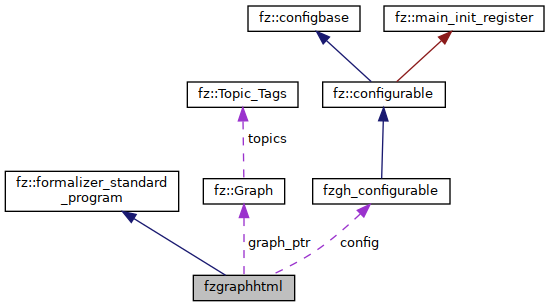 fz::configbase
fz::main_init_register
fz::Topic_Tags
fz::configurable
topics
fz::formalizer_standard
_program
fz::Graph
fzgh_configurable
graph_ptr
config
fzgraphhtml